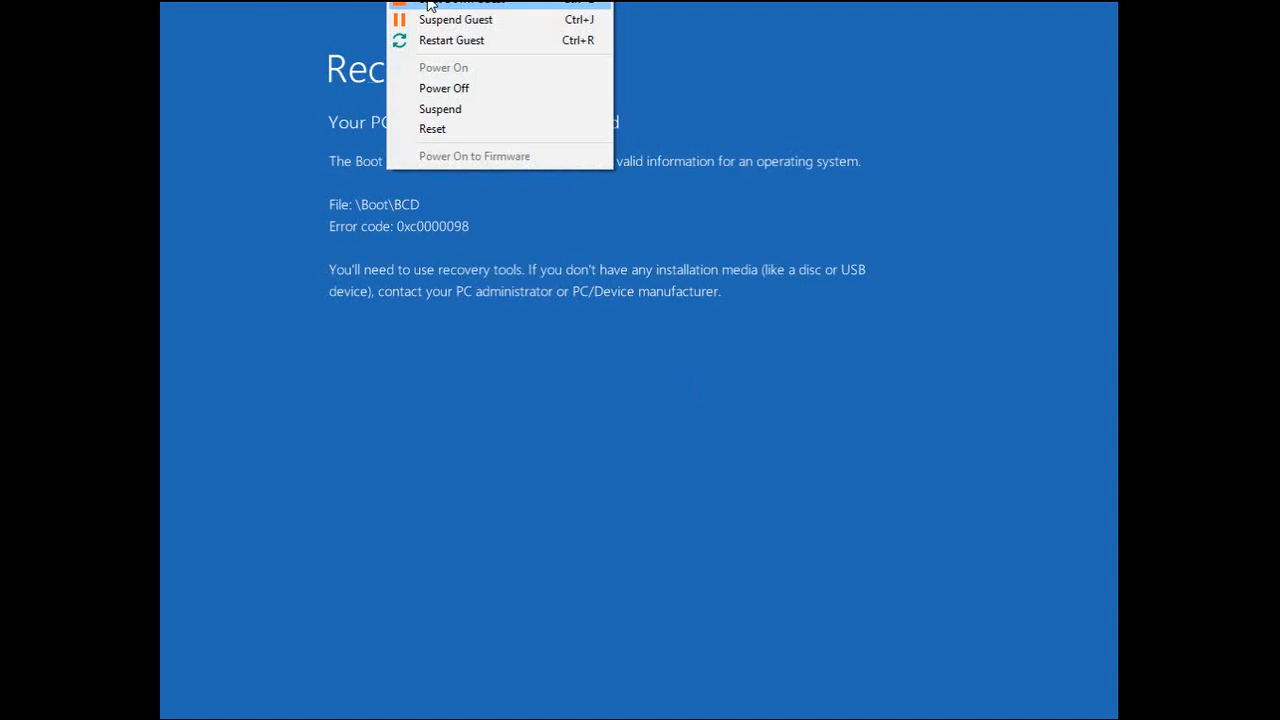 Suspend Guest Ctrl+J
Restart Guest Ctrl+R
Power On
Power Off
Suspend
Reset
Power On to Firmware
Rec
Your PC
The Boot valid information for an operating system.
File: \Boot\BCD
Error code: 0xc0000098
You'll need to use recovery tools. If you don't have any installation media (like a disc or USB
device), contact your PC administrator or PC/Device manufacturer.